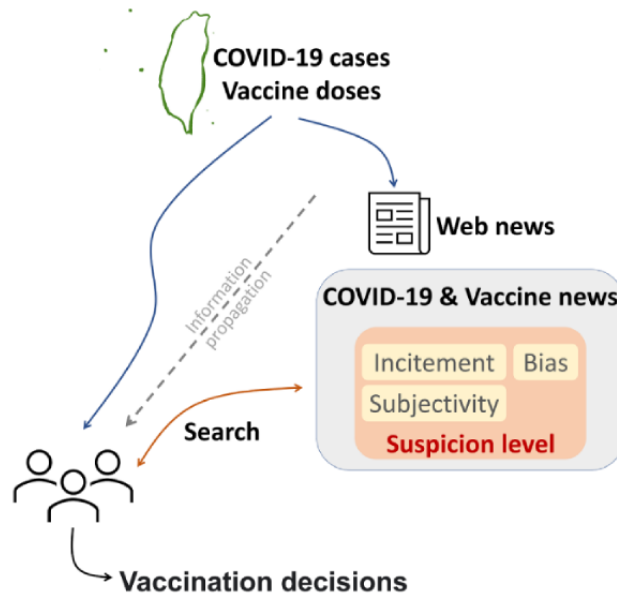 COVID-19 cases
Vaccine doses
Web news
Information
propagation
COVID-19 & Vaccine news
Incitement
Bias
Subjectivity
Suspicion level
Search
Vaccination decisions